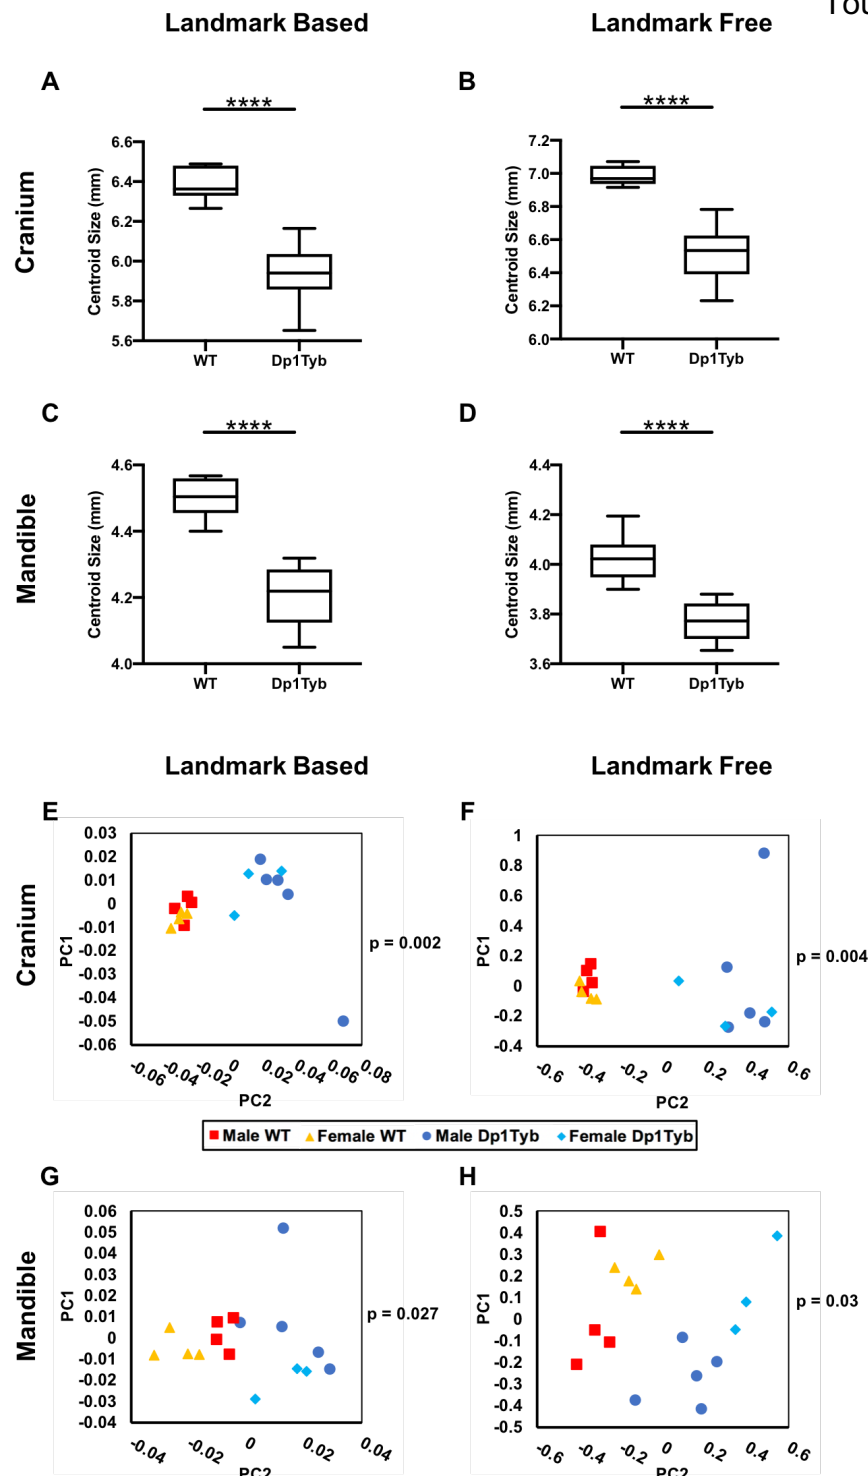 Tou
Landmark Based
Landmark Free
A
B
Cranium
****
****
Centroid Size (mm)
6.6
6.4
6.2
6.0
5.8
5.6
WT
Dp1Tyb
Centroid Size (mm)
7.2
7.0
6.8
6.6
6.4
6.2
6.0
WT
Dp1Tyb
C
D
Mandible
****
****
Centroid Size (mm)
4.6
4.4
4.2
4.0
WT
Dp1Tyb
Centroid Size (mm)
4.4
4.2
4.0
3.8
3.6
WT
Dp1Tyb
Landmark Based
Landmark Free
E
F
Cranium
PC1
0.03
0.02
0.01
0
-0.01
-0.02
-0.03
-0.04
-0.05
-0.06
-0.06 -0.04 -0.02 0 0.02 0.04 0.06 0.08
PC2
p = 0.002
PC1
1
0.8
0.6
0.4
0.2
0
-0.2
-0.4
-0.6 -0.4 -0.2 0 0.2 0.4 0.6
PC2
p = 0.004
Male WT Female WT Male Dp1Tyb Female Dp1Tyb
G
H
Mandible
PC1
0.06
0.05
0.04
0.03
0.02
0.01
0
-0.01
-0.02
-0.03
-0.04
-0.04 -0.02 0 0.02 0.04
PC2
p = 0.027
PC1
0.5
0.4
0.3
0.2
0.1
0
-0.1
-0.2
-0.3
-0.4
-0.5
-0.6 -0.4 -0.2 0 0.2 0.4 0.6
PC2
p = 0.03